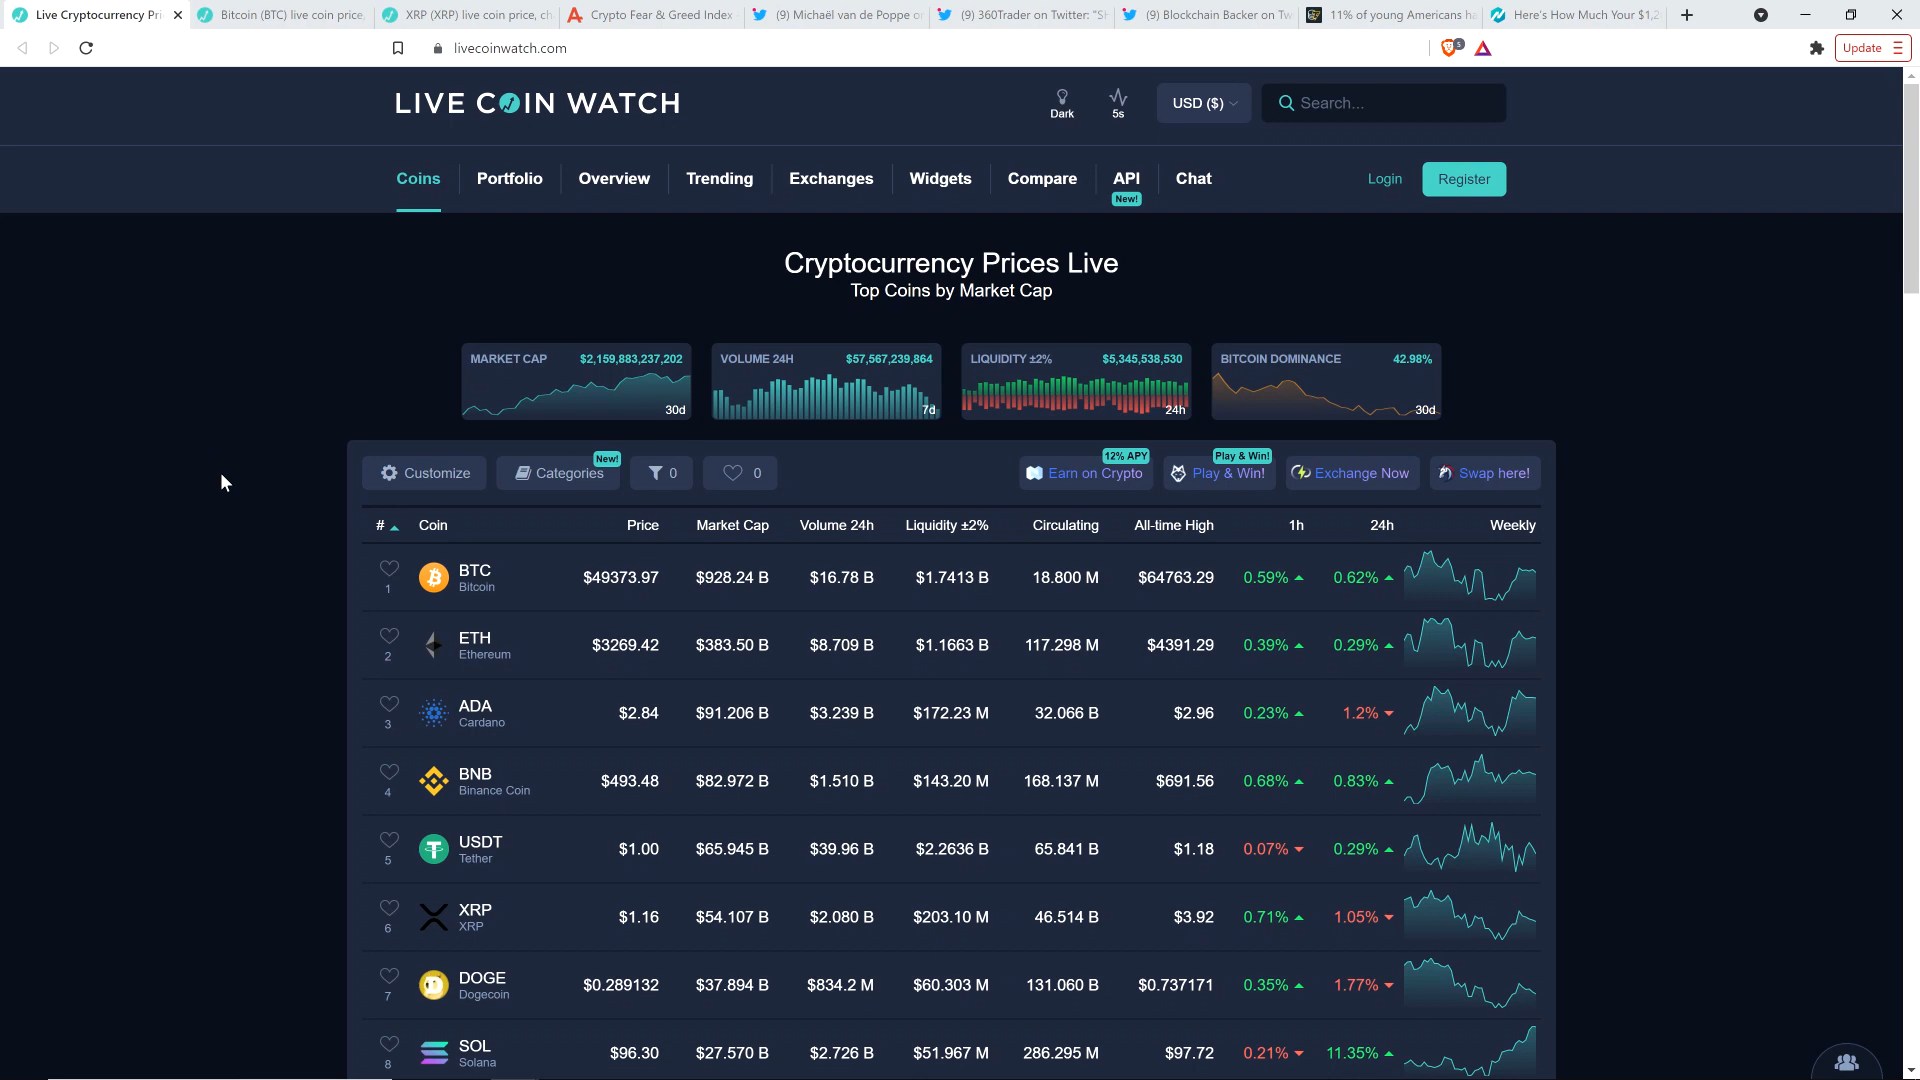 Live Cryptocurrency Pri
Bitcoin (BTC) live coin price,
XRP (XRP) live coin price, ch
Crypto Fear & Greed Index
(9) Michaël van de Poppe on
(9) 360Trader on Twitter: "SH
(9) Blockchain Backer on Tw
11% of young Americans ha
Here's How Much Your $1,2
livecoinwatch.com
5
Update
LIVE COIN WATCH
Dark
5s
USD ($)
Search...
Coins
Portfolio
Overview
Trending
Exchanges
Widgets
Compare
API
New!
Chat
Login
Register
Cryptocurrency Prices Live
Top Coins by Market Cap
MARKET CAP $2,159,883,237,202
30d
VOLUME 24H $57,567,239,864
7d
LIQUIDITY ±2% $5,345,538,530
24h
BITCOIN DOMINANCE 42.98%
30d
Customize
Categories
New!
0
0
Earn on Crypto
12% APY
Play & Win!
Play & Win!
Exchange Now
Swap here!
# Coin Price Market Cap Volume 24h Liquidity ±2% Circulating All-time High 1h 24h Weekly
1 BTC Bitcoin $49373.97 $928.24 B $16.78 B $1.7413 B 18.800 M $64763.29 0.59% 0.62%
2 ETH Ethereum $3269.42 $383.50 B $8.709 B $1.1663 B 117.298 M $4391.29 0.39% 0.29%
3 ADA Cardano $2.84 $91.206 B $3.239 B $172.23 M 32.066 B $2.96 0.23% 1.2%
4 BNB Binance Coin $493.48 $82.972 B $1.510 B $143.20 M 168.137 M $691.56 0.68% 0.83%
5 USDT Tether $1.00 $65.945 B $39.96 B $2.2636 B 65.841 B $1.18 0.07% 0.29%
6 XRP XRP $1.16 $54.107 B $2.080 B $203.10 M 46.514 B $3.92 0.71% 1.05%
7 DOGE Dogecoin $0.289132 $37.894 B $834.2 M $60.303 M 131.060 B $0.737171 0.35% 1.77%
8 SOL Solana $96.30 $27.570 B $2.726 B $51.967 M 286.295 M $97.72 0.21% 11.35%